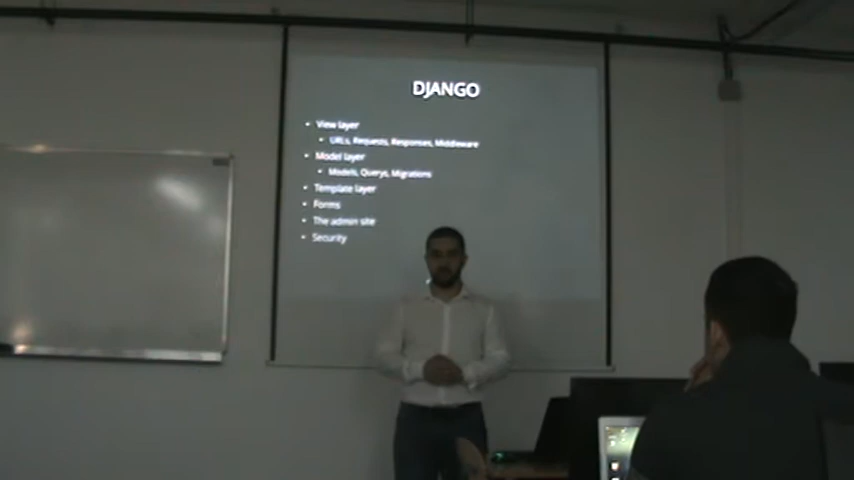 DJANGO
• View layer
• URLs, Requests, Responses, Middleware
• Model layer
• Models, Querys, Migrations
• Template layer
• Forms
• The admin site
• Security